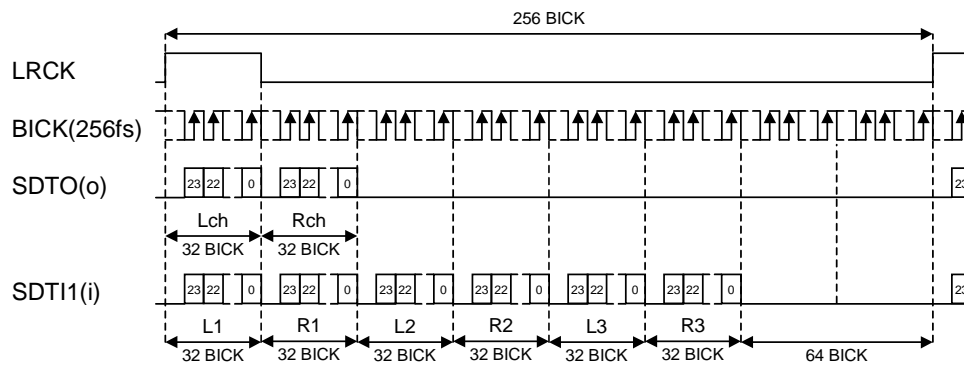 256 BICK
LRCK
BICK(256fs)
SDTO(o) 23 22 0 23 22 0 23
Lch Rch
32 BICK 32 BICK
SDTI1(i) 23 22 0 23 22 0 23 22 0 23 22 0 23 22 0 23 22 0 23
L1 R1 L2 R2 L3 R3
32 BICK 32 BICK 32 BICK 32 BICK 32 BICK 32 BICK 64 BICK